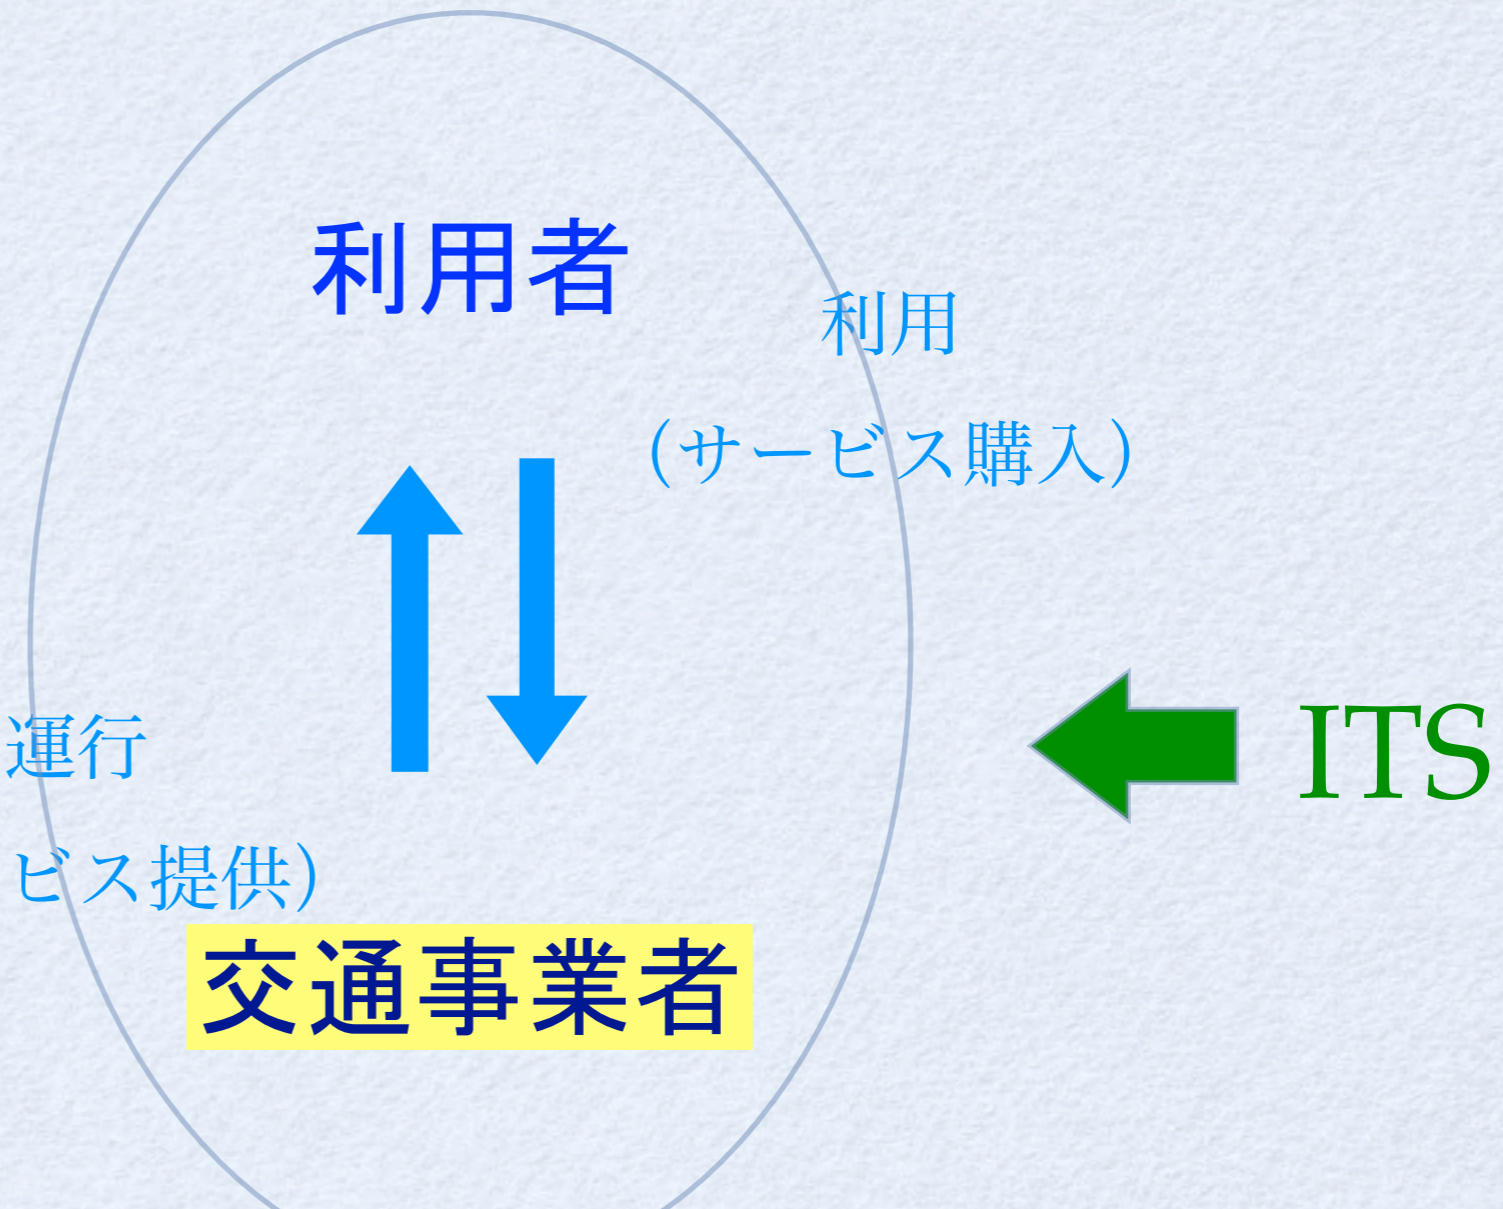 利用者
利用
（サービス購入）
ITS
運行
ビス提供）
交通事業者